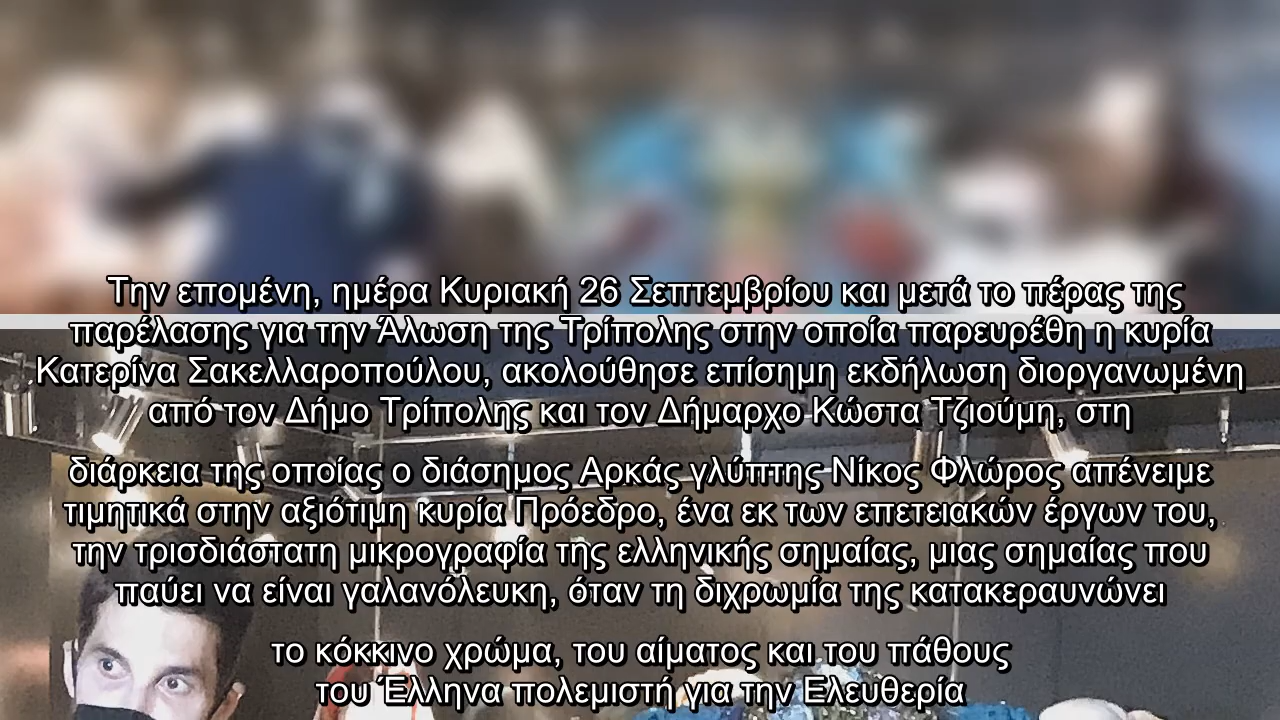 Την επομένη, ημέρα Κυριακή 26 Σεπτεμβρίου και μετά το πέρας της
παρέλασης για την Άλωση της Τρίπολης στην οποία παρευρέθη η κυρία
Κατερίνα Σακελλαροπούλου, ακολούθησε επίσημη εκδήλωση διοργανωμένη
από τον Δήμο Τρίπολης και τον Δήμαρχο Κώστα Τζιούμη, στη
διάρκεια της οποίας ο διάσημος Αρκάς γλύπτης Νίκος Φλώρος απένειμε
τιμητικά στην αξιότιμη κυρία Πρόεδρο, ένα εκ των επετειακών έργων του,
την τρισδιάστατη μικρογραφία της ελληνικής σημαίας, μιας σημαίας που
παύει να είναι γαλανόλευκη, όταν τη διχρωμία της κατακεραυνώνει
το κόκκινο χρώμα, του αίματος και του πάθους
του Έλληνα πολεμιστή για την Ελευθερία